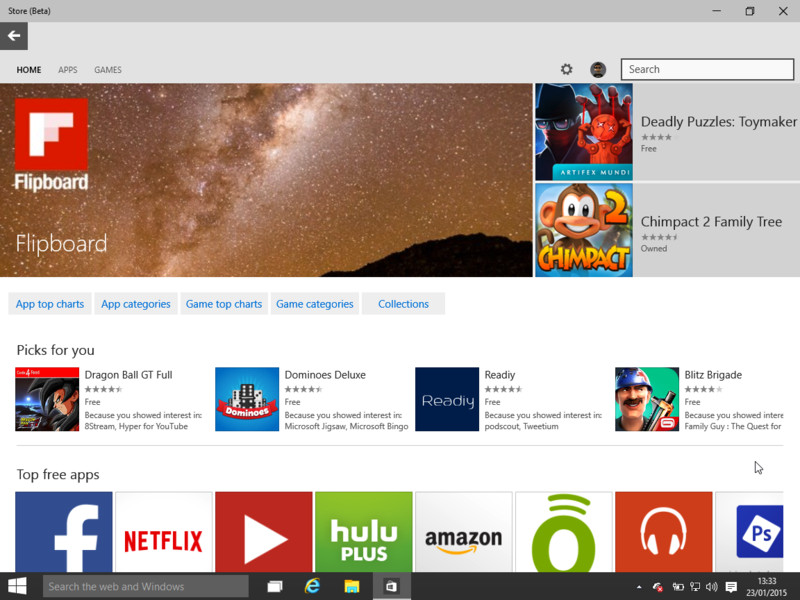 Store (Beta)
HOME APPS GAMES
Search
Flipboard
Flipboard
ARTIFEX MUNDI
Deadly Puzzles: Toymaker
Free
2
CHIMPACT
Chimpact 2 Family Tree
Owned
App top charts App categories Game top charts Game categories Collections
Picks for you
Dragon Ball GT Full
Free
Because you showed interest in:
8Stream, Hyper for YouTube
Dominoes
Dominoes Deluxe
Free
Because you showed interest in:
Microsoft Jigsaw, Microsoft Bingo
Readiy
Readiy
Free
Because you showed interest in:
podscout, Tweetium
Blitz Brigade
Free
Because you showed intere
Family Guy : The Quest for
Top free apps
f
NETFLIX
hulu
PLUS
amazon
Ps
Search the web and Windows
13:33
23/01/2015